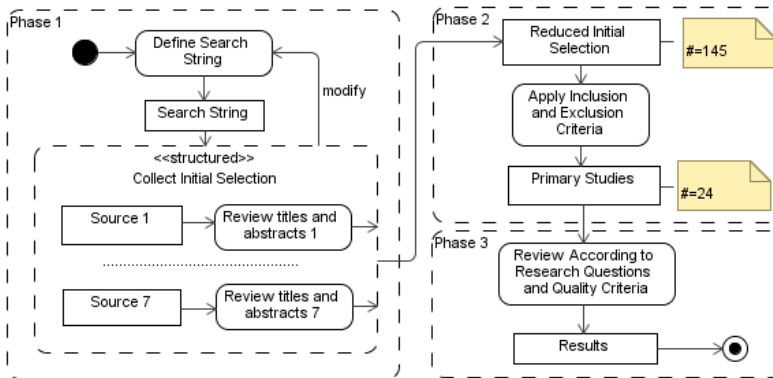 Phase 1
Define Search
String
Search String
modify
<<structured>>
Collect Initial Selection
Source 1
Review titles and
abstracts 1
Source 7
Review titles and
abstracts 7
Phase 2
Reduced Initial
Selection
#=145
Apply Inclusion
and Exclusion
Criteria
Primary Studies
#=24
Phase 3
Review According to
Research Questions
and Quality Criteria
Results